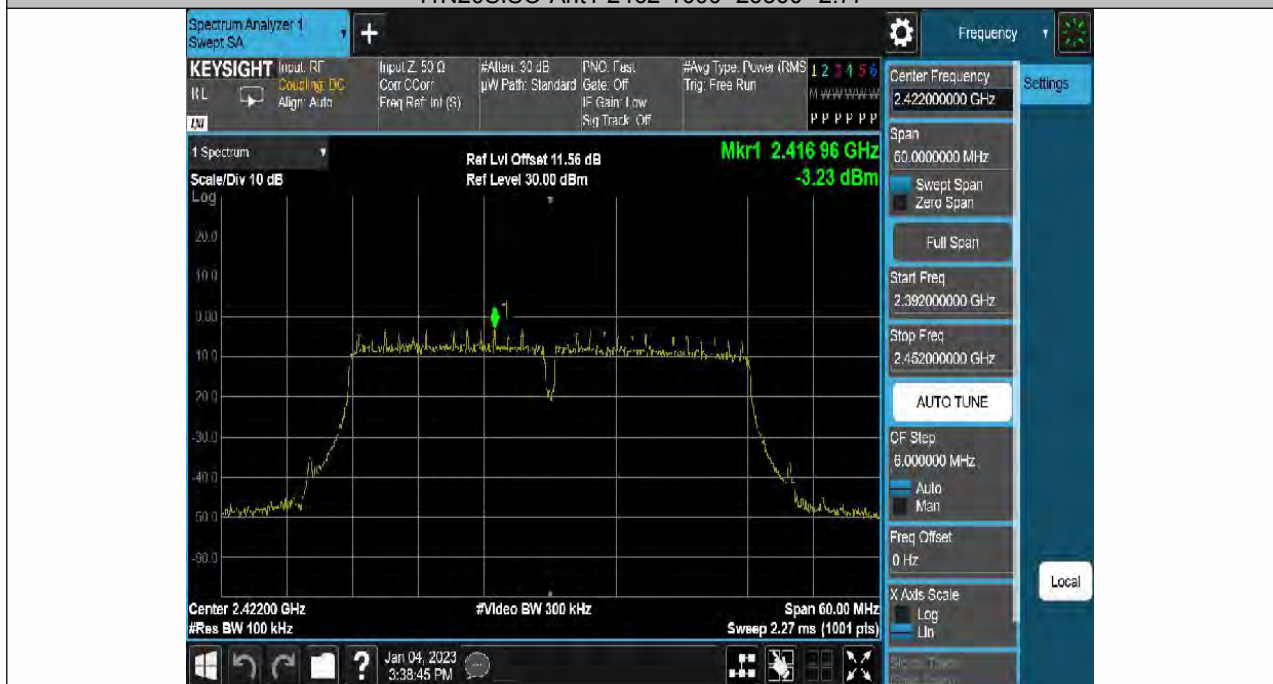 Spectrum Analyzer 1
Swept SA
+
Frequency
KEYSIGHT
Input: RF
Coupling: DC
Align: Auto
RL
LXI
Input Z: 50 Ω
Corr CCorr
Freq Ref: Int (S)
#Atten: 30 dB
µW Path: Standard
PNO: Fast
Gate: Off
IF Gain: Low
Sig Track: Off
#Avg Type: Power (RMS
Trig: Free Run
1 2 3 4 5 6
M W W W W W
P P P P P P
1 Spectrum
Scale/Div 10 dB
Ref Lvl Offset 11.56 dB
Ref Level 30.00 dBm
Mkr1 2.416 96 GHz
-3.23 dBm
Log
20.0
10.0
0.00
10.0
20.0
-30.0
-40.0
50.0
-60.0
1
Center 2.42200 GHz
#Res BW 100 kHz
#Video BW 300 kHz
Span 60.00 MHz
Sweep 2.27 ms (1001 pts)
Center Frequency
2.422000000 GHz
Settings
Span
60.0000000 MHz
Swept Span
Zero Span
Full Span
Start Freq
2.392000000 GHz
Stop Freq
2.452000000 GHz
AUTO TUNE
CF Step
6.000000 MHz
Auto
Man
Freq Offset
0 Hz
X Axis Scale
Log
Lin
Local
?
Jan 04, 2023
3:38:45 PM